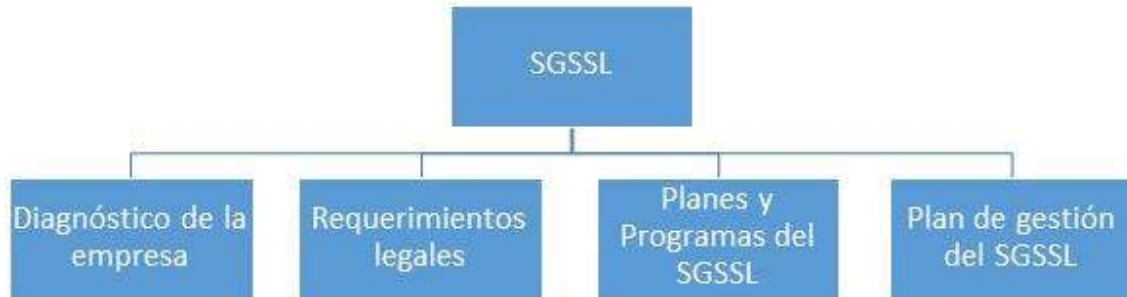 SGSSL
Diagnóstico de la
empresa
Requerimientos
legales
Planes y
Programas del
SGSSL
Plan de gestión
del SGSSL